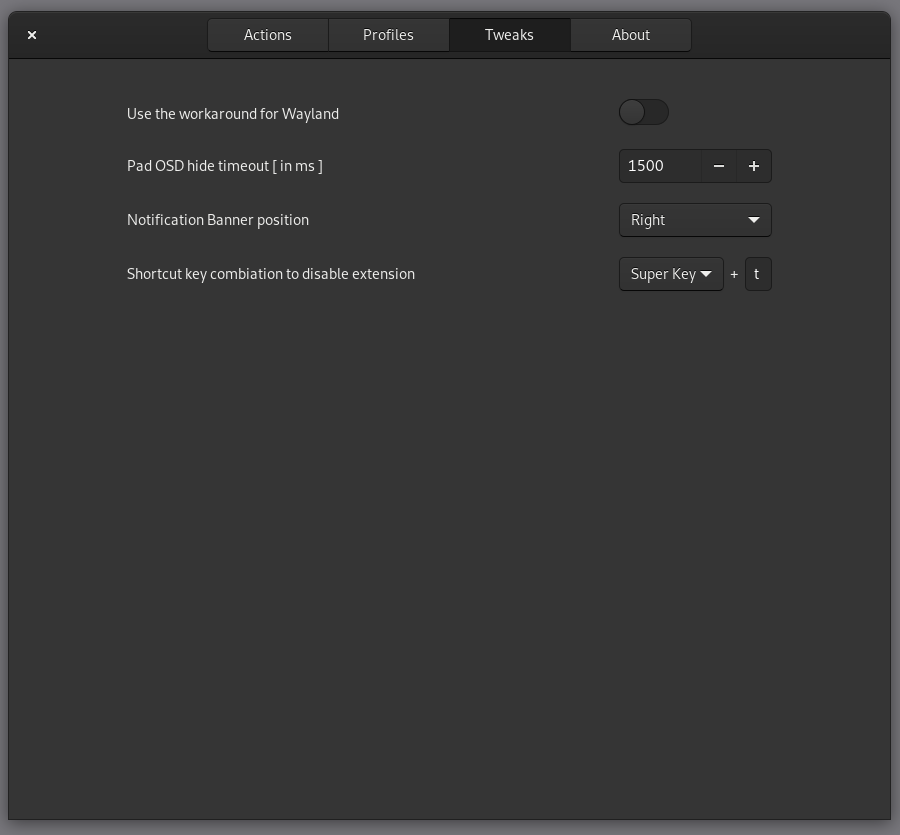 Actions Profiles Tweaks About
Use the workaround for Wayland
Pad OSD hide timeout [ in ms ] 1500 − +
Notification Banner position Right
Shortcut key combiation to disable extension Super Key + t